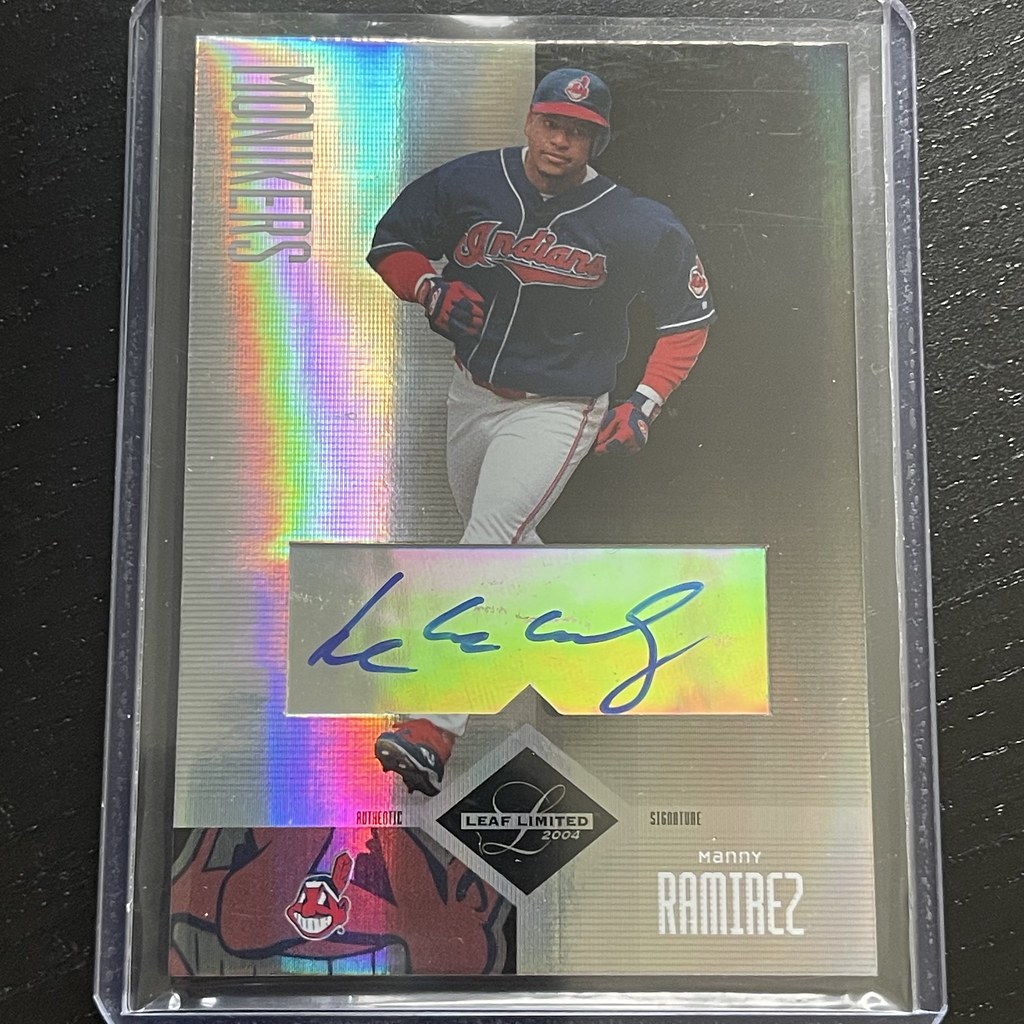 MONIKERS
Indians
AUTHENTIC
LEAF LIMITED
2004
SIGNATURE
Manny
RAMIREZ